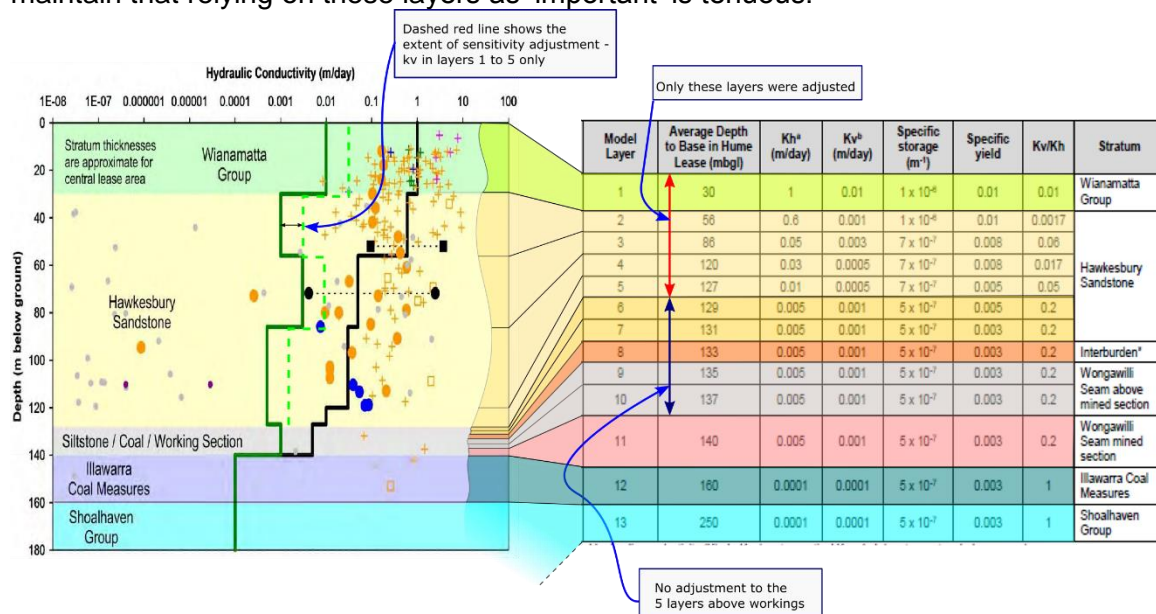 maintain that relying on these layers as 'important' is tenuous.
Dashed red line shows the
extent of sensitivity adjustment -
kv in layers 1 to 5 only
Hydraulic Conductivity (m/day)
1E-08 1E-07 0.000001 0.00001 0.0001 0.001 0.01 0.1 1 10 100
Depth (m below ground)
0
20
40
60
80
100
120
140
160
180
Stratum thicknesses
are approximate for
central lease area
Wianamatta
Group
Hawkesbury
Sandstone
Siltstone / Coal / Working Section
Illawarra
Coal Measures
Shoalhaven
Group
Only these layers were adjusted
Model Layer Average Depth to Base in Hume Lease (mbgl) Khᵃ (m/day) Kvᵇ (m/day) Specific storage (m⁻¹) Specific yield Kv/Kh Stratum
1 30 1 0.01 1 x 10⁻⁶ 0.01 0.01 Wianamatta Group
2 56 0.6 0.001 1 x 10⁻⁶ 0.01 0.0017 Hawkesbury Sandstone
3 86 0.05 0.003 7 x 10⁻⁷ 0.008 0.06
4 120 0.03 0.0005 7 x 10⁻⁷ 0.008 0.017
5 127 0.01 0.0005 7 x 10⁻⁷ 0.005 0.05
6 129 0.005 0.001 5 x 10⁻⁷ 0.005 0.2
7 131 0.005 0.001 5 x 10⁻⁷ 0.003 0.2
8 133 0.005 0.001 5 x 10⁻⁷ 0.003 0.2 Interburden*
9 135 0.005 0.001 5 x 10⁻⁷ 0.003 0.2 Wongawilli Seam above mined section
10 137 0.005 0.001 5 x 10⁻⁷ 0.003 0.2
11 140 0.005 0.001 5 x 10⁻⁷ 0.003 0.2 Wongawilli Seam mined section
12 160 0.0001 0.0001 5 x 10⁻⁷ 0.003 1 Illawarra Coal Measures
13 250 0.0001 0.0001 5 x 10⁻⁷ 0.003 1 Shoalhaven Group
No adjustment to the
5 layers above workings